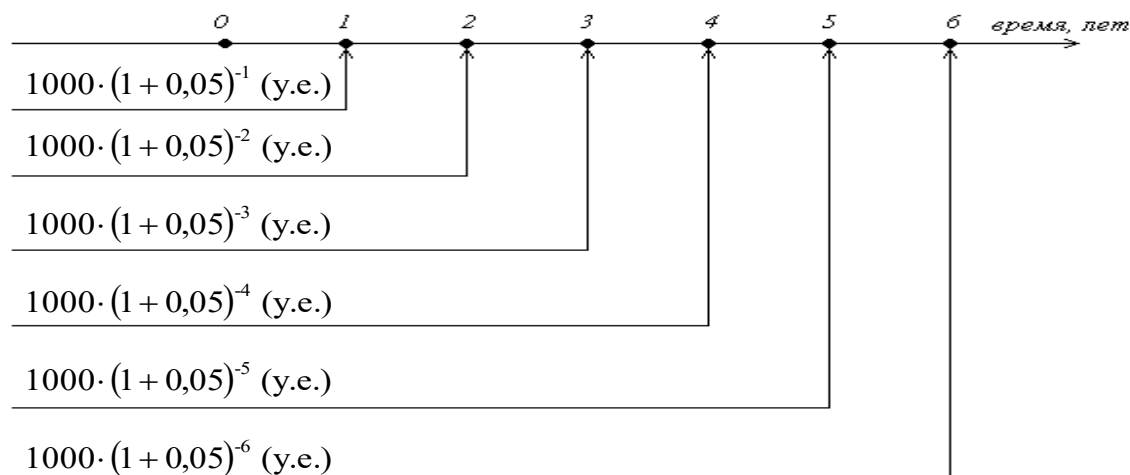 0 1 2 3 4 5 6 время, лет
1000·(1+0,05)⁻¹ (у.е.)
1000·(1+0,05)⁻² (у.е.)
1000·(1+0,05)⁻³ (у.е.)
1000·(1+0,05)⁻⁴ (у.е.)
1000·(1+0,05)⁻⁵ (у.е.)
1000·(1+0,05)⁻⁶ (у.е.)